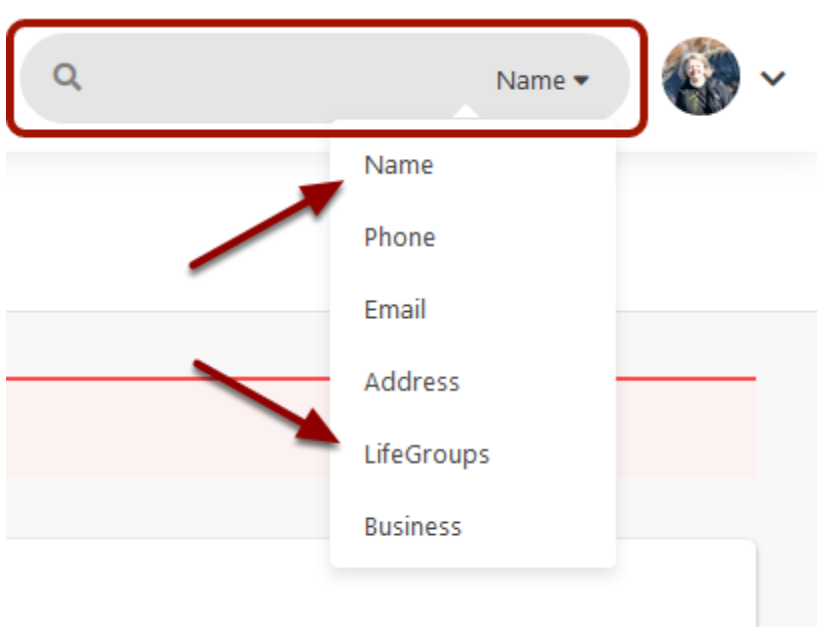 Name
Name
Phone
Email
Address
LifeGroups
Business